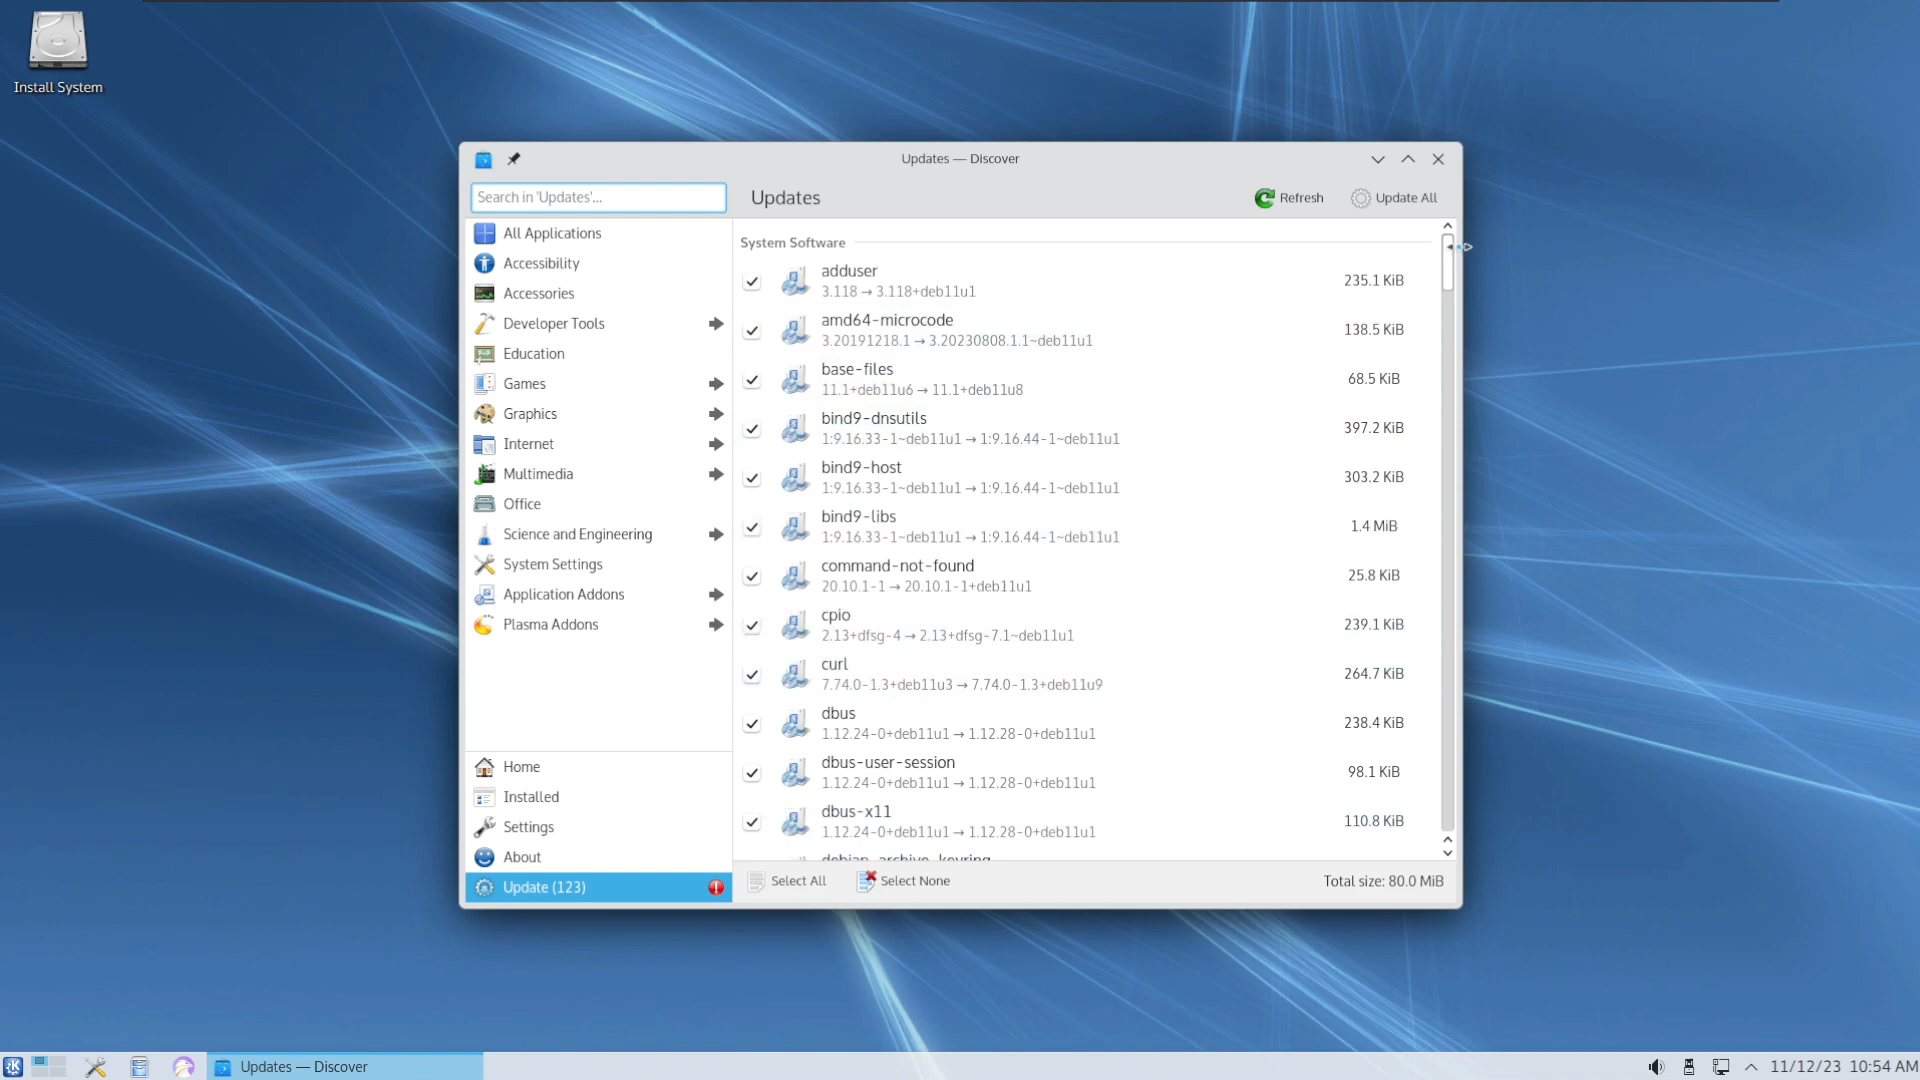 Install System
Updates — Discover
Search in 'Updates'...
Updates
Refresh
Update All
All Applications
Accessibility
Accessories
Developer Tools
Education
Games
Graphics
Internet
Multimedia
Office
Science and Engineering
System Settings
Application Addons
Plasma Addons
Home
Installed
Settings
About
Update (123)
System Software
adduser
3.118 → 3.118+deb11u1
235.1 KiB
amd64-microcode
3.20191218.1 → 3.20230808.1.1~deb11u1
138.5 KiB
base-files
11.1+deb11u6 → 11.1+deb11u8
68.5 KiB
bind9-dnsutils
1:9.16.33-1~deb11u1 → 1:9.16.44-1~deb11u1
397.2 KiB
bind9-host
1:9.16.33-1~deb11u1 → 1:9.16.44-1~deb11u1
303.2 KiB
bind9-libs
1:9.16.33-1~deb11u1 → 1:9.16.44-1~deb11u1
1.4 MiB
command-not-found
20.10.1-1 → 20.10.1-1+deb11u1
25.8 KiB
cpio
2.13+dfsg-4 → 2.13+dfsg-7.1~deb11u1
239.1 KiB
curl
7.74.0-1.3+deb11u3 → 7.74.0-1.3+deb11u9
264.7 KiB
dbus
1.12.24-0+deb11u1 → 1.12.28-0+deb11u1
238.4 KiB
dbus-user-session
1.12.24-0+deb11u1 → 1.12.28-0+deb11u1
98.1 KiB
dbus-x11
1.12.24-0+deb11u1 → 1.12.28-0+deb11u1
110.8 KiB
debian-archive-keyring
Select All
Select None
Total size: 80.0 MiB
Updates — Discover
11/12/23 10:54 AM